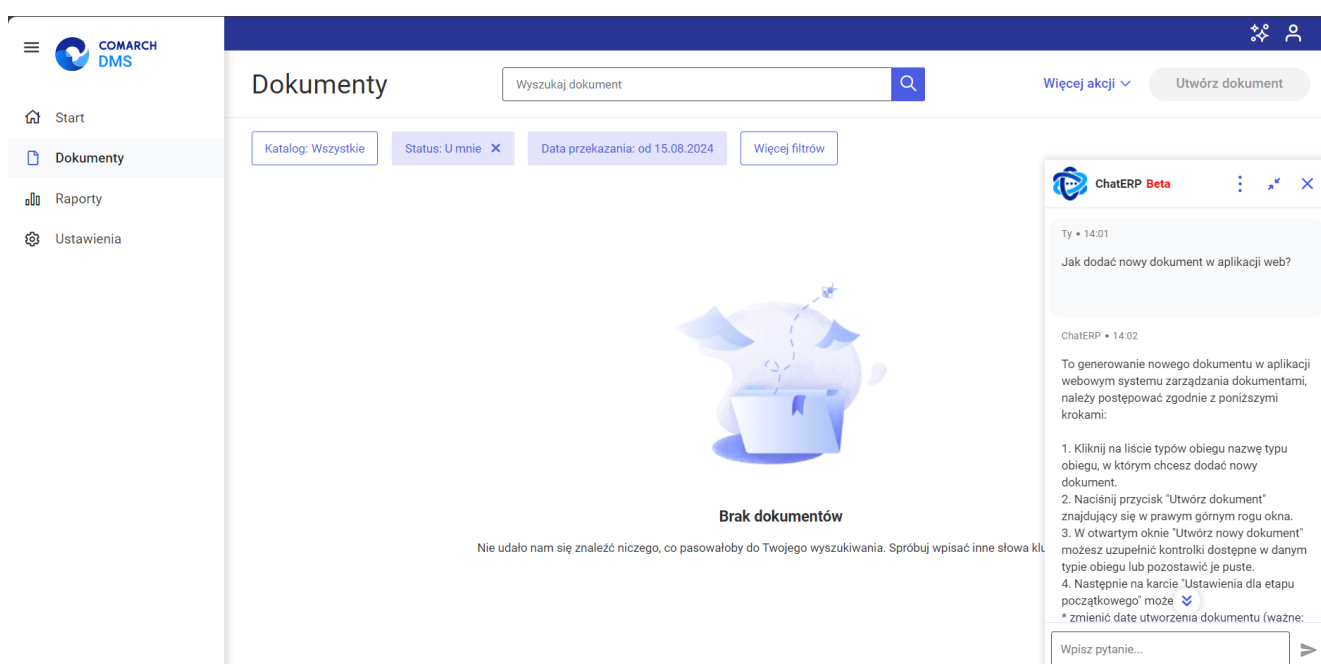 COMARCH
DMS
Start
Dokumenty
Raporty
Ustawienia
Dokumenty
Wyszukaj dokument
Więcej akcji
Utwórz dokument
Katalog: Wszystkie
Status: U mnie
Data przekazania: od 15.08.2024
Więcej filtrów
Brak dokumentów
Nie udało nam się znaleźć niczego, co pasowałoby do Twojego wyszukiwania. Spróbuj wpisać inne słowa klu
ChatERP Beta
Ty • 14:01
Jak dodać nowy dokument w aplikacji web?
ChatERP • 14:02
To generowanie nowego dokumentu w aplikacji
webowym systemu zarządzania dokumentami,
należy postępować zgodnie z poniższymi
krokami:
1. Kliknij na liście typów obiegu nazwę typu
obiegu, w którym chcesz dodać nowy
dokument.
2. Naciśnij przycisk "Utwórz dokument"
znajdujący się w prawym górnym rogu okna.
3. W otwartym oknie "Utwórz nowy dokument"
możesz uzupełnić kontrolki dostępne w danym
typie obiegu lub pozostawić je puste.
4. Następnie na karcie "Ustawienia dla etapu
początkowego" może
* zmienić datę utworzenia dokumentu (ważne:
Wpisz pytanie...